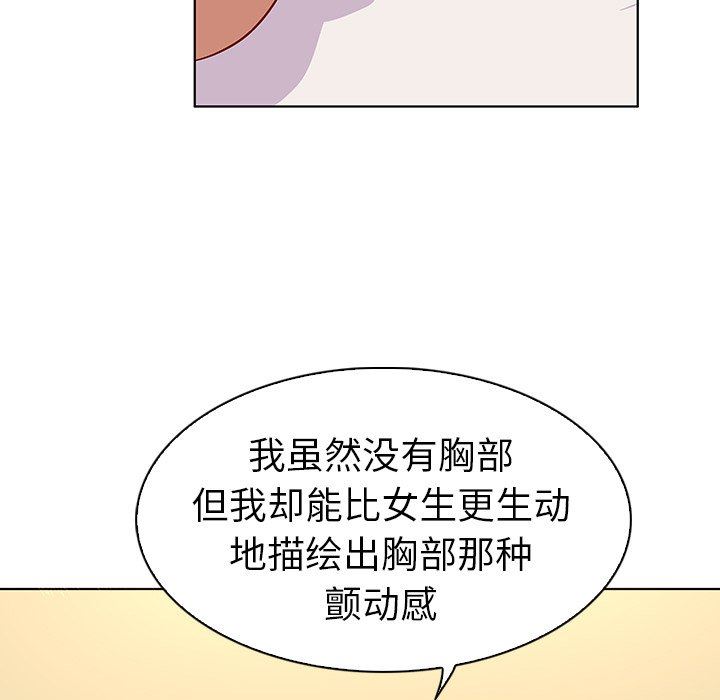 我虽然没有胸部
但我却能比女生更生动
地描绘出胸部那种
颤动感